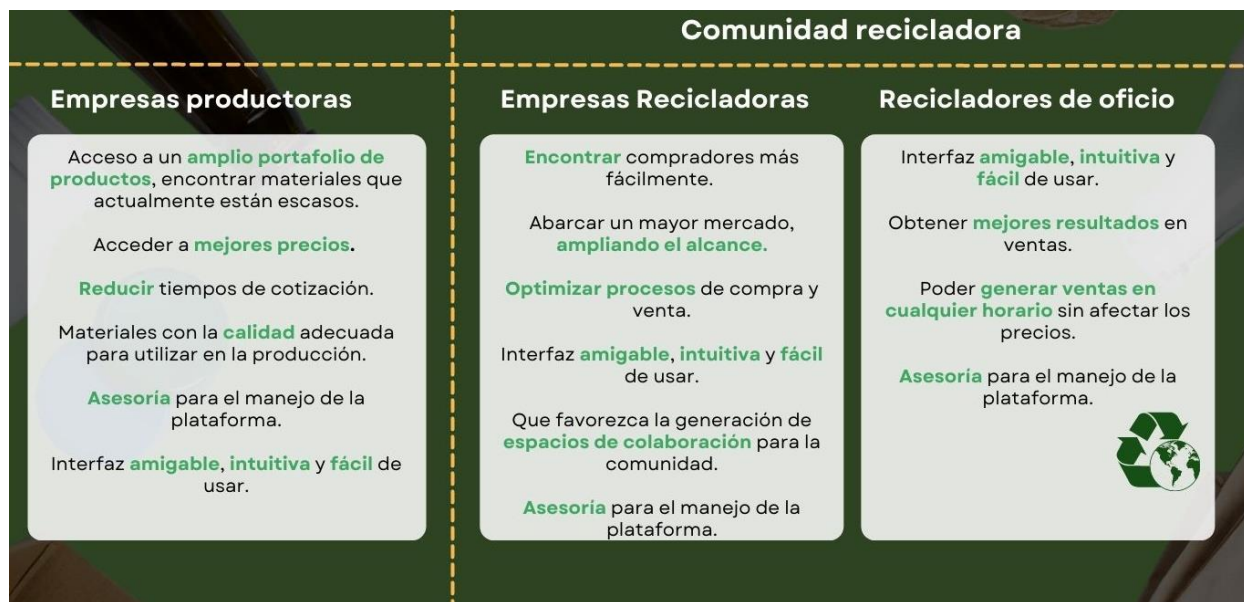 Comunidad recicladora
Empresas productoras
Acceso a un amplio portafolio de
productos, encontrar materiales que
actualmente están escasos.
Acceder a mejores precios.
Reducir tiempos de cotización.
Materiales con la calidad adecuada
para utilizar en la producción.
Asesoría para el manejo de la
plataforma.
Interfaz amigable, intuitiva y fácil de
usar.
Empresas Recicladoras
Encontrar compradores más
fácilmente.
Abarcar un mayor mercado,
ampliando el alcance.
Optimizar procesos de compra y
venta.
Interfaz amigable, intuitiva y fácil
de usar.
Que favorezca la generación de
espacios de colaboración para la
comunidad.
Asesoría para el manejo de la
plataforma.
Recicladores de oficio
Interfaz amigable, intuitiva y
fácil de usar.
Obtener mejores resultados en
ventas.
Poder generar ventas en
cualquier horario sin afectar los
precios.
Asesoría para el manejo de la
plataforma.